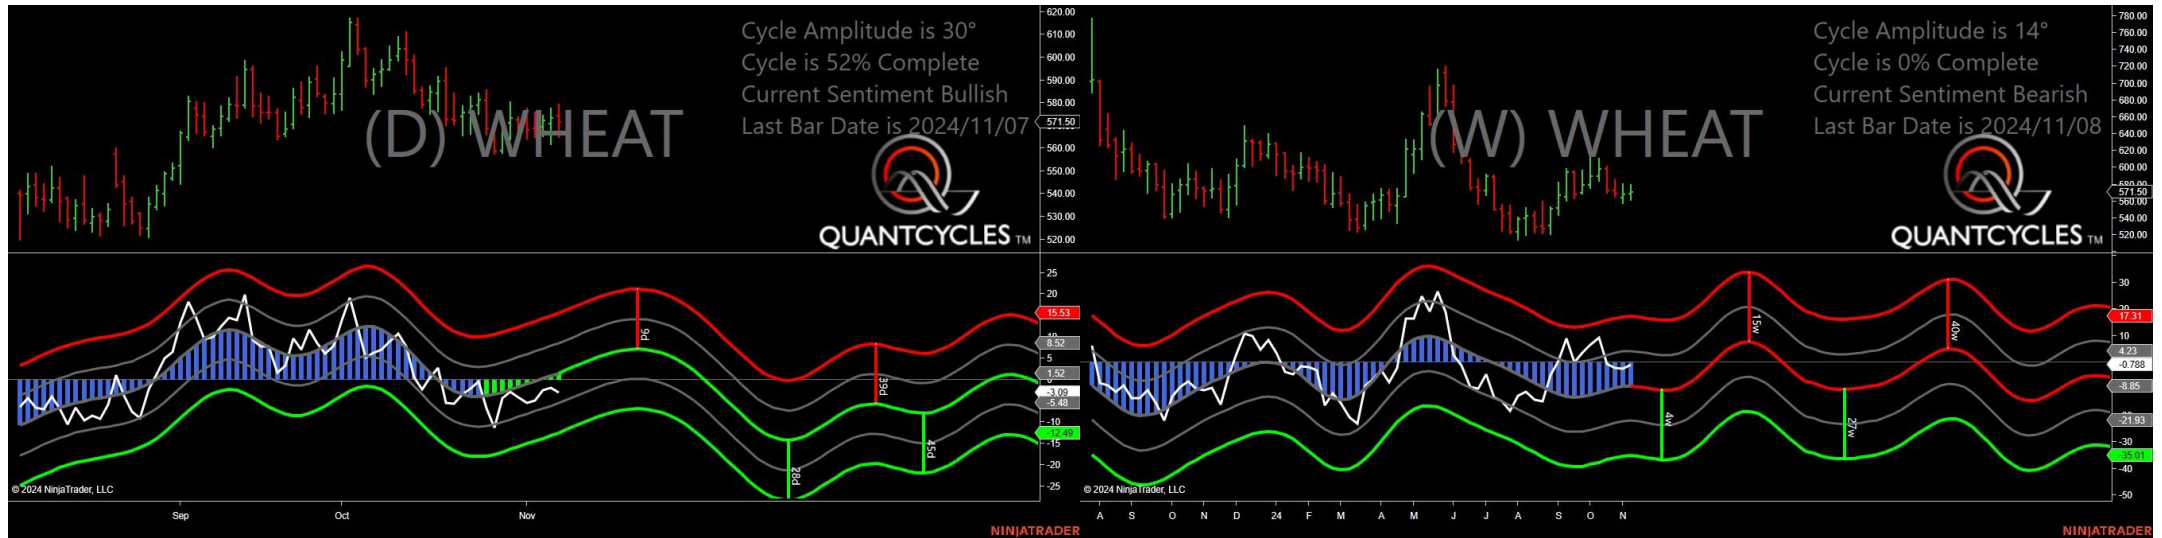 Cycle Amplitude is 30°
Cycle is 52% Complete
Current Sentiment Bullish
Last Bar Date is 2024/11/07
(D) WHEAT
QUANTCYCLES TM
620.00
610.00
600.00
590.00
580.00
571.50
560.00
550.00
540.00
530.00
520.00
25
20
15.53
10
8.52
5
1.52
-3.09
-5.48
-10
-12.49
-15
-20
-25
9d
28d
39d
45d
© 2024 NinjaTrader, LLC
Sep Oct Nov
NINJATRADER
Cycle Amplitude is 14°
Cycle is 0% Complete
Current Sentiment Bearish
Last Bar Date is 2024/11/08
(W) WHEAT
QUANTCYCLES TM
780.00
760.00
740.00
720.00
700.00
680.00
660.00
640.00
620.00
600.00
580.00
571.50
560.00
540.00
520.00
30
20
17.31
10
4.23
-0.788
-8.85
-21.93
-30
-35.01
-40
-50
4w
15w
27w
40w
© 2024 NinjaTrader, LLC
A S O N D 24 F M A M J J A S O N
NINJATRADER